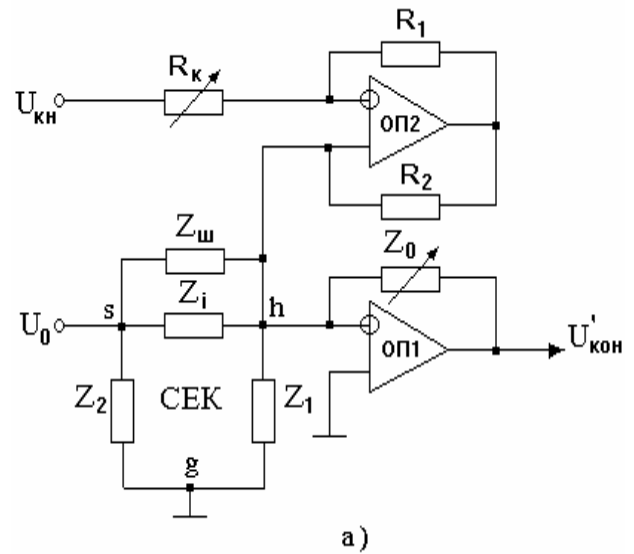 R₁
Rк
Uкн
ОП2
R₂
Zш
Z₀
Zᵢ
s
h
U₀
ОП1
U'кон
Z₂
СЕК
Z₁
g
а)